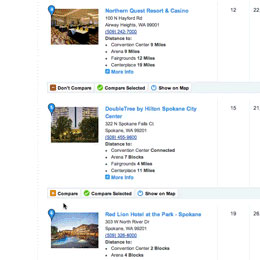 Northern Quest Resort & Casino
12
22
100 N Hayford Rd
Airway Heights, WA 99001
(509) 242-7000
Distance to:
• Convention Center 9 Miles
• Arena 9 Miles
• Fairgrounds 12 Miles
• Centerplace 18 Miles
More Info
Don't Compare
Compare Selected
Show on Map
DoubleTree by Hilton Spokane City
Center
15
21,
322 N Spokane Falls Ct
Spokane, WA 99201
(509) 455-9600
Distance to:
• Convention Center Connected
• Arena 7 Blocks
• Fairgrounds 4 Miles
• Centerplace 11 Miles
More Info
Compare
Compare Selected
Show on Map
Red Lion Hotel at the Park - Spokane
19
26,
303 W North River Dr
Spokane, WA 99201
(509) 326-8000
Distance to:
• Convention Center 2 Blocks
• Arena 4 Blocks